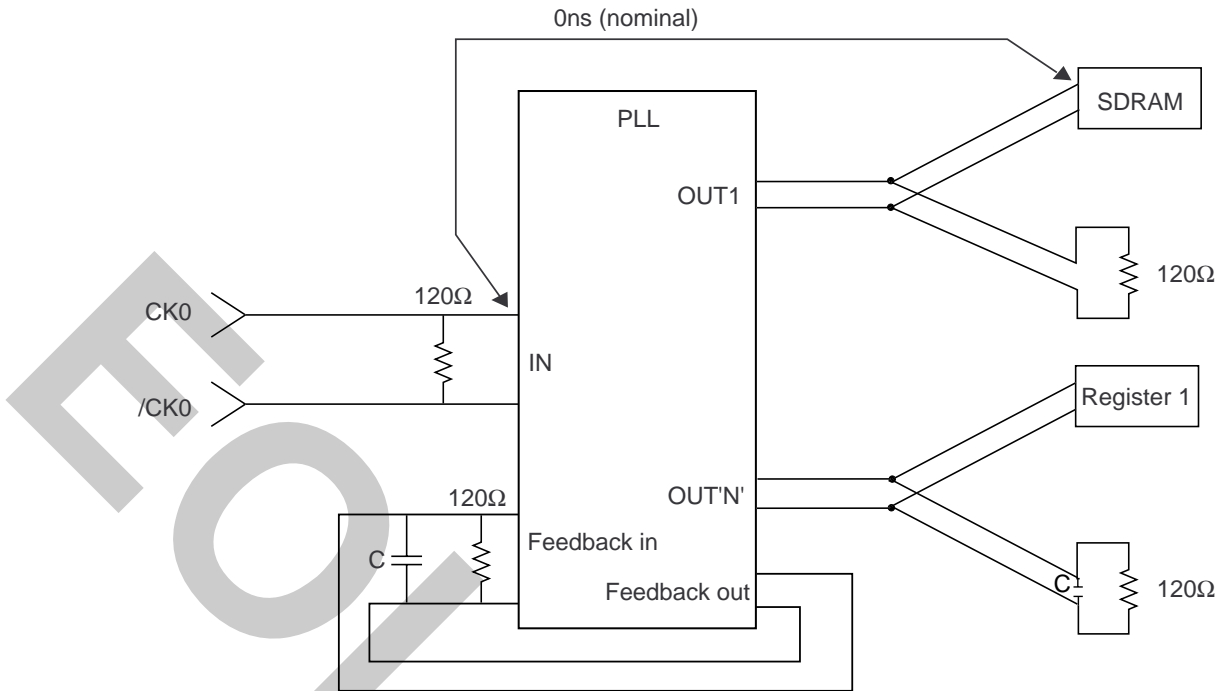 0ns (nominal)
PLL
SDRAM
OUT1
120Ω
CK0
120Ω
IN
/CK0
Register 1
120Ω
OUT'N'
Feedback in
C
Feedback out
C
120Ω
EO